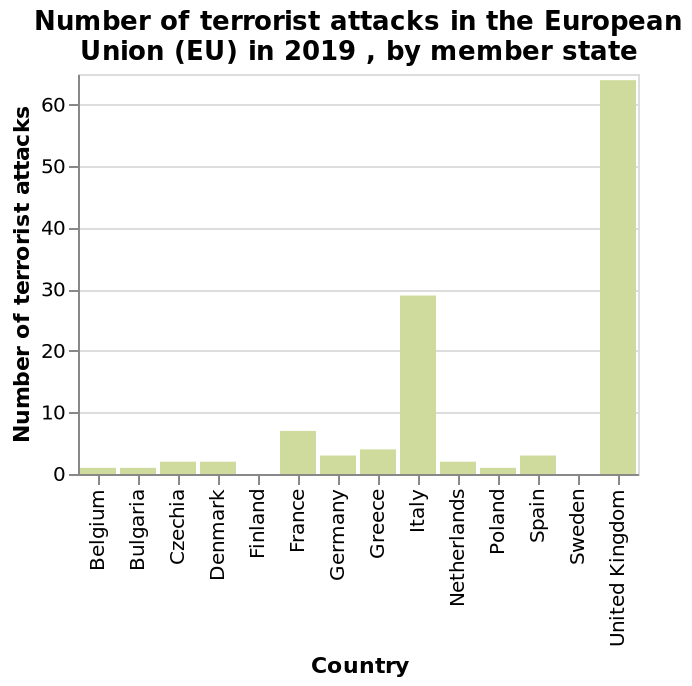 Number of terrorist attacks in the European
Union (EU) in 2019 , by member state
Number of terrorist attacks
60
50
40
30
20
10
0
Belgium
Bulgaria
Czechia
Denmark
Finland
France
Germany
Greece
Italy
Netherlands
Poland
Spain
Sweden
United Kingdom
Country